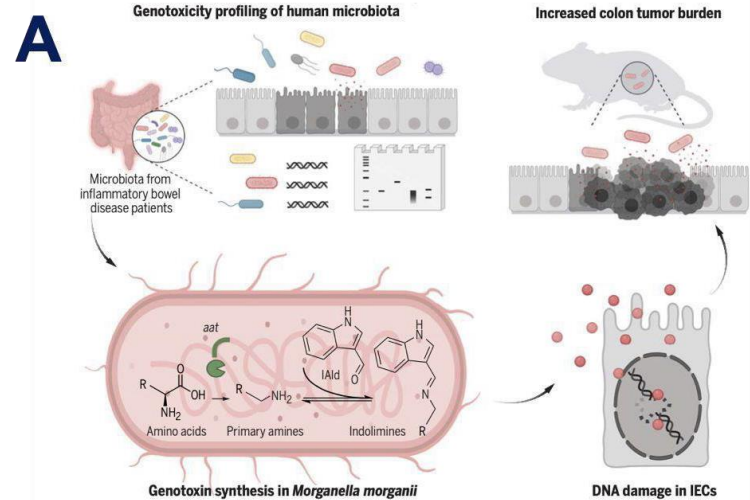 A
Genotoxicity profiling of human microbiota
Increased colon tumor burden
Microbiota from
inflammatory bowel
disease patients
aat
H
N
O
IAld
H
N
N
R
R
O
OH
NH₂
R
NH₂
Amino acids
Primary amines
Indolimines
Genotoxin synthesis in Morganella morganii
DNA damage in IECs